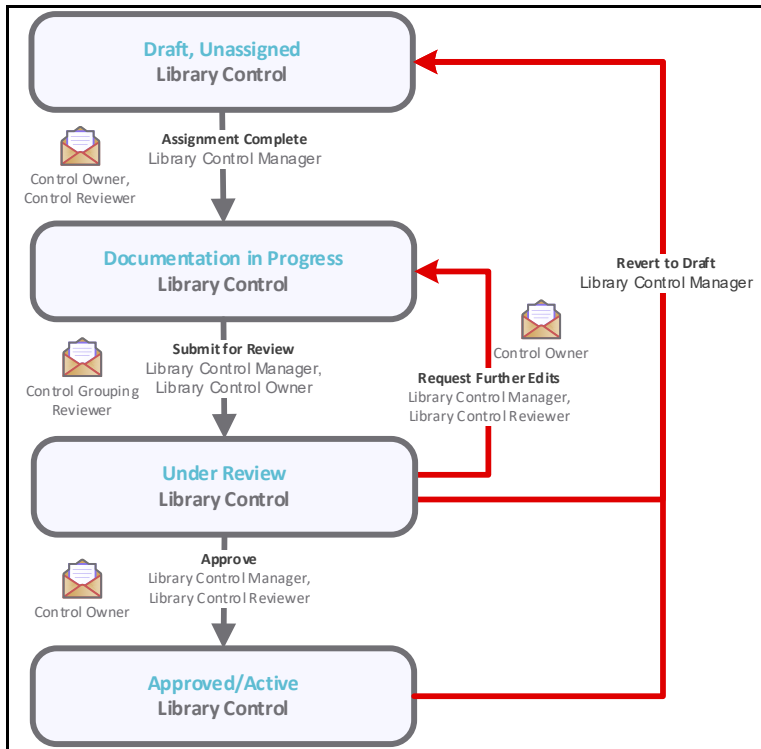 Draft, Unassigned
Library Control
Assignment Complete
Library Control Manager
Control Owner,
Control Reviewer
Documentation in Progress
Library Control
Revert to Draft
Library Control Manager
Submit for Review
Library Control Manager,
Library Control Owner
Control Grouping
Reviewer
Control Owner
Request Further Edits
Library Control Manager,
Library Control Reviewer
Under Review
Library Control
Approve
Library Control Manager,
Library Control Reviewer
Control Owner
Approved/Active
Library Control